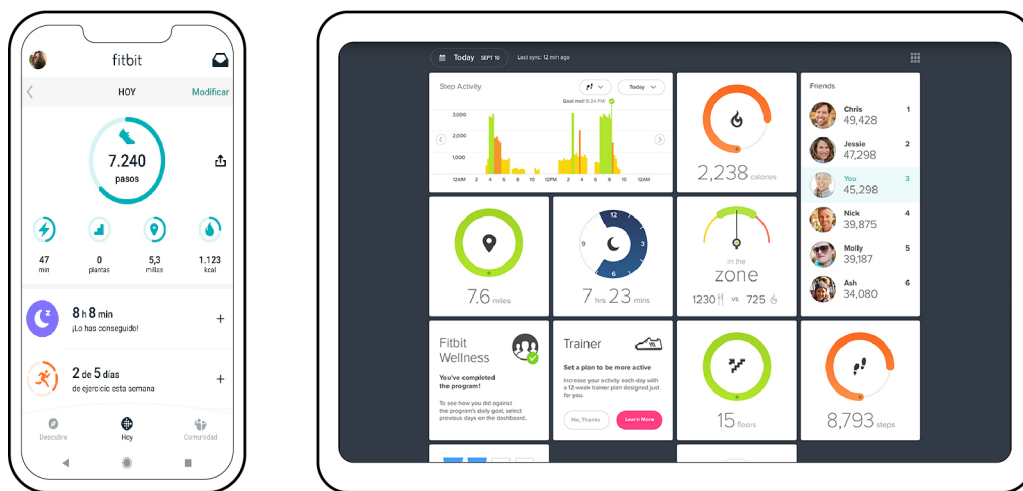 fitbit
HOY
Modificar
7.240
pasos
47
min
0
plantas
5,3
millas
1.123
kcal
8 h 8 min
¡Lo has conseguido!
+
2 de 5 días
de ejercicio esta semana
+
Descubre
Hoy
Comunidad
Today SEPT 10
Last sync: 12 min ago
Step Activity
Today
Goal met! 8:24 PM
3,000
2,000
1,000
12AM 2 4 6 8 10 12PM 2 4 6 8 10 12AM
2,238 calories
Friends
Chris 1
49,428
Jessie 2
47,298
You 3
45,298
Nick 4
39,875
Molly 5
39,187
Ash 6
34,080
7.6 miles
12
9 3
6
7 hrs 23 mins
in the
zone
1230 vs 725
Fitbit
Wellness
You've completed
the program!
To see how you did against
the program's daily goal, select
previous days on the dashboard.
Trainer
Set a plan to be more active
Increase your activity each day with
a 12-week trainer plan designed just
for you.
No, Thanks
Learn More
15 floors
8,793 steps